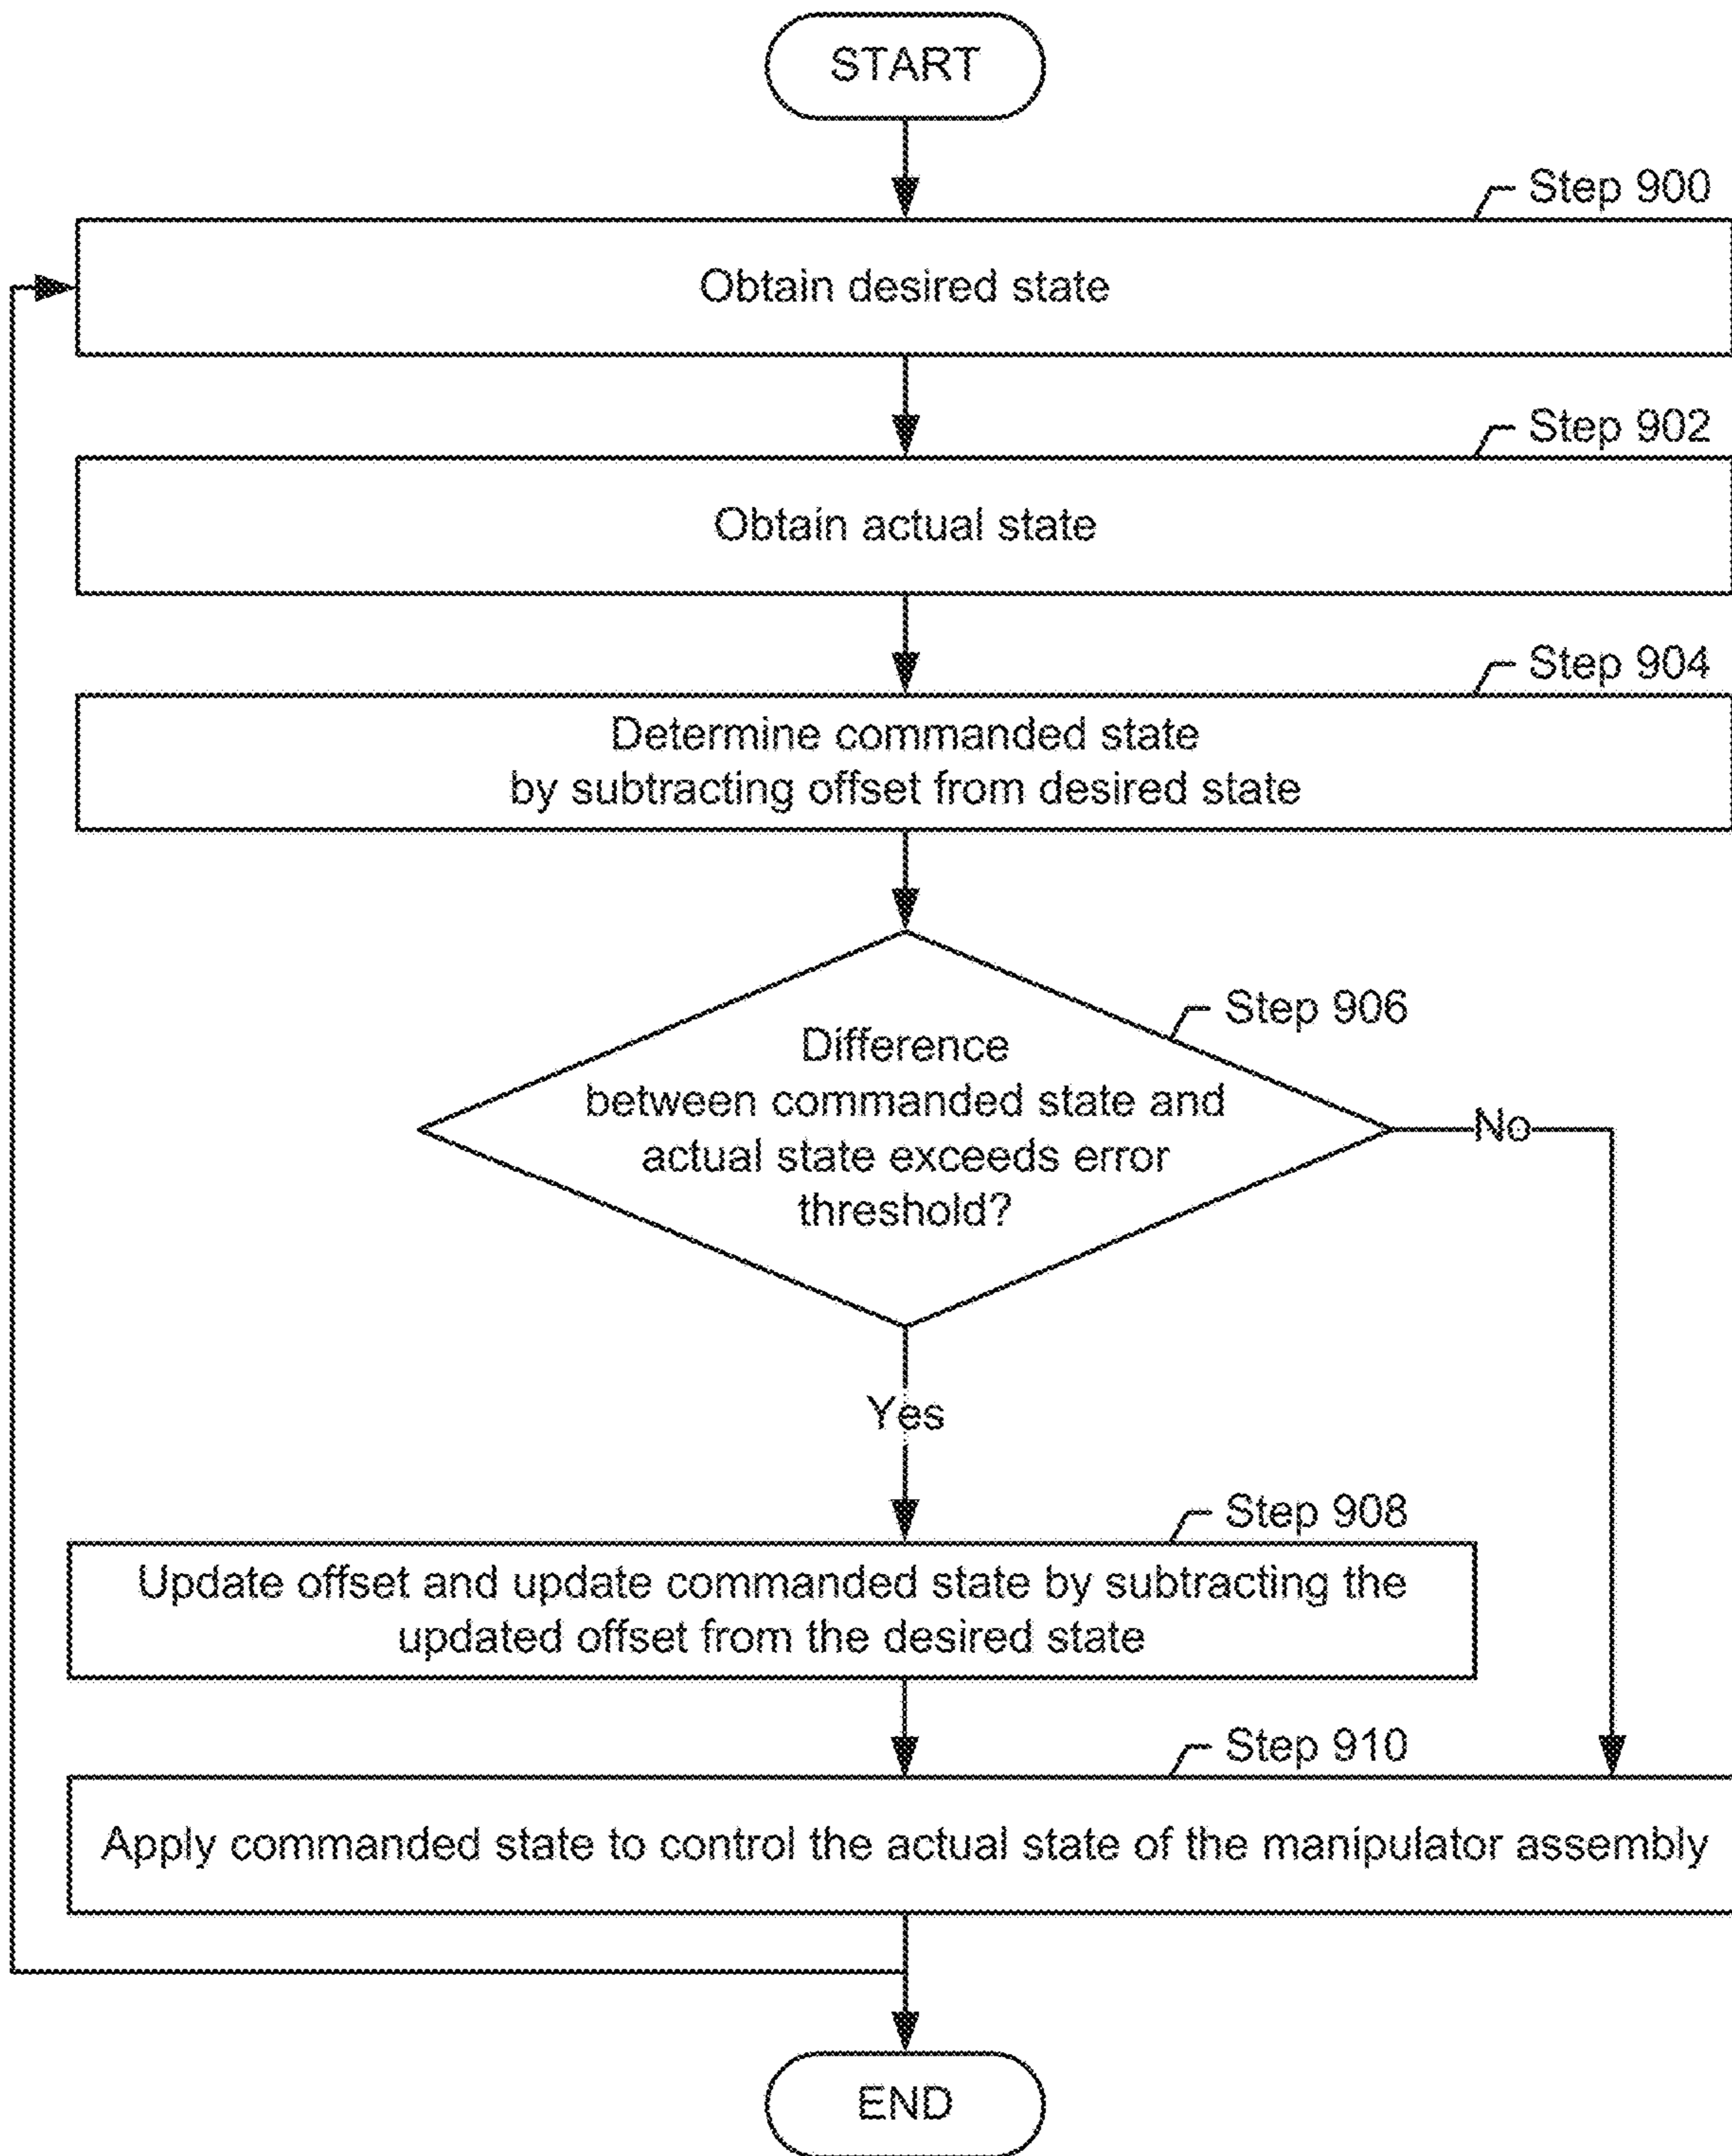 START
Step 900
Obtain desired state
Step 902
Obtain actual state
Step 904
Determine commanded state
by subtracting offset from desired state
Step 906
Difference
between commanded state and
actual state exceeds error
threshold?
No
Yes
Step 908
Update offset and update commanded state by subtracting the
updated offset from the desired state
Step 910
Apply commanded state to control the actual state of the manipulator assembly
END